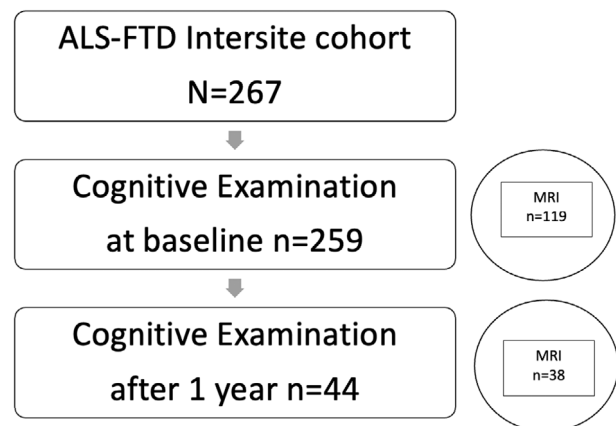 ALS-FTD Intersite cohort
N=267
Cognitive Examination
at baseline n=259
MRI
n=119
Cognitive Examination
after 1 year n=44
MRI
n=38